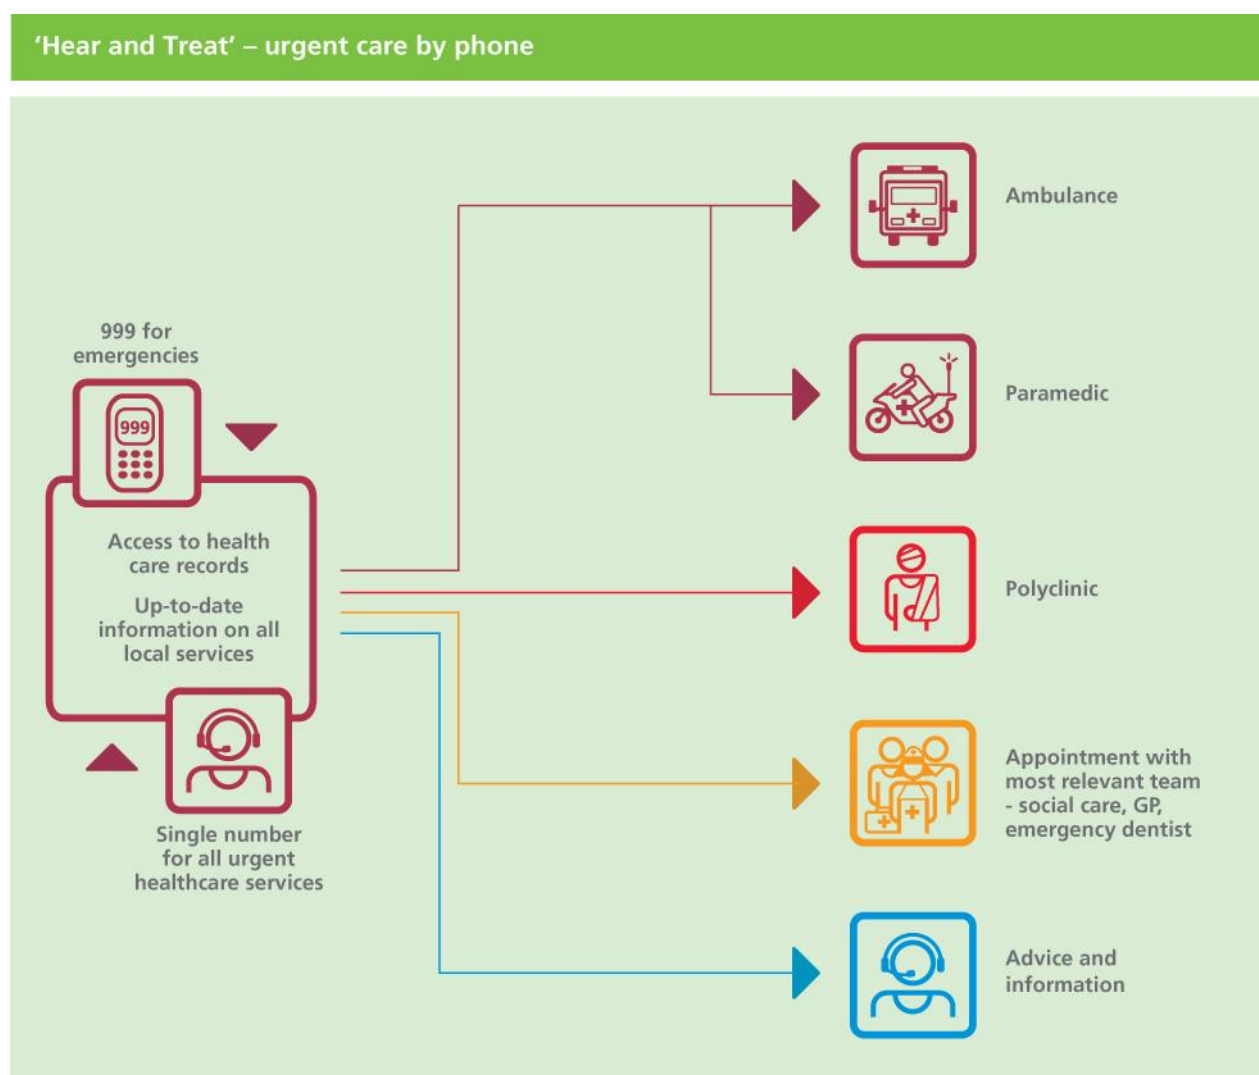 ‘Hear and Treat’ – urgent care by phone
999 for
emergencies
999
Access to health
care records
Up-to-date
information on all
local services
Single number
for all urgent
healthcare services
Ambulance
Paramedic
Polyclinic
Appointment with
most relevant team
- social care, GP,
emergency dentist
Advice and
information